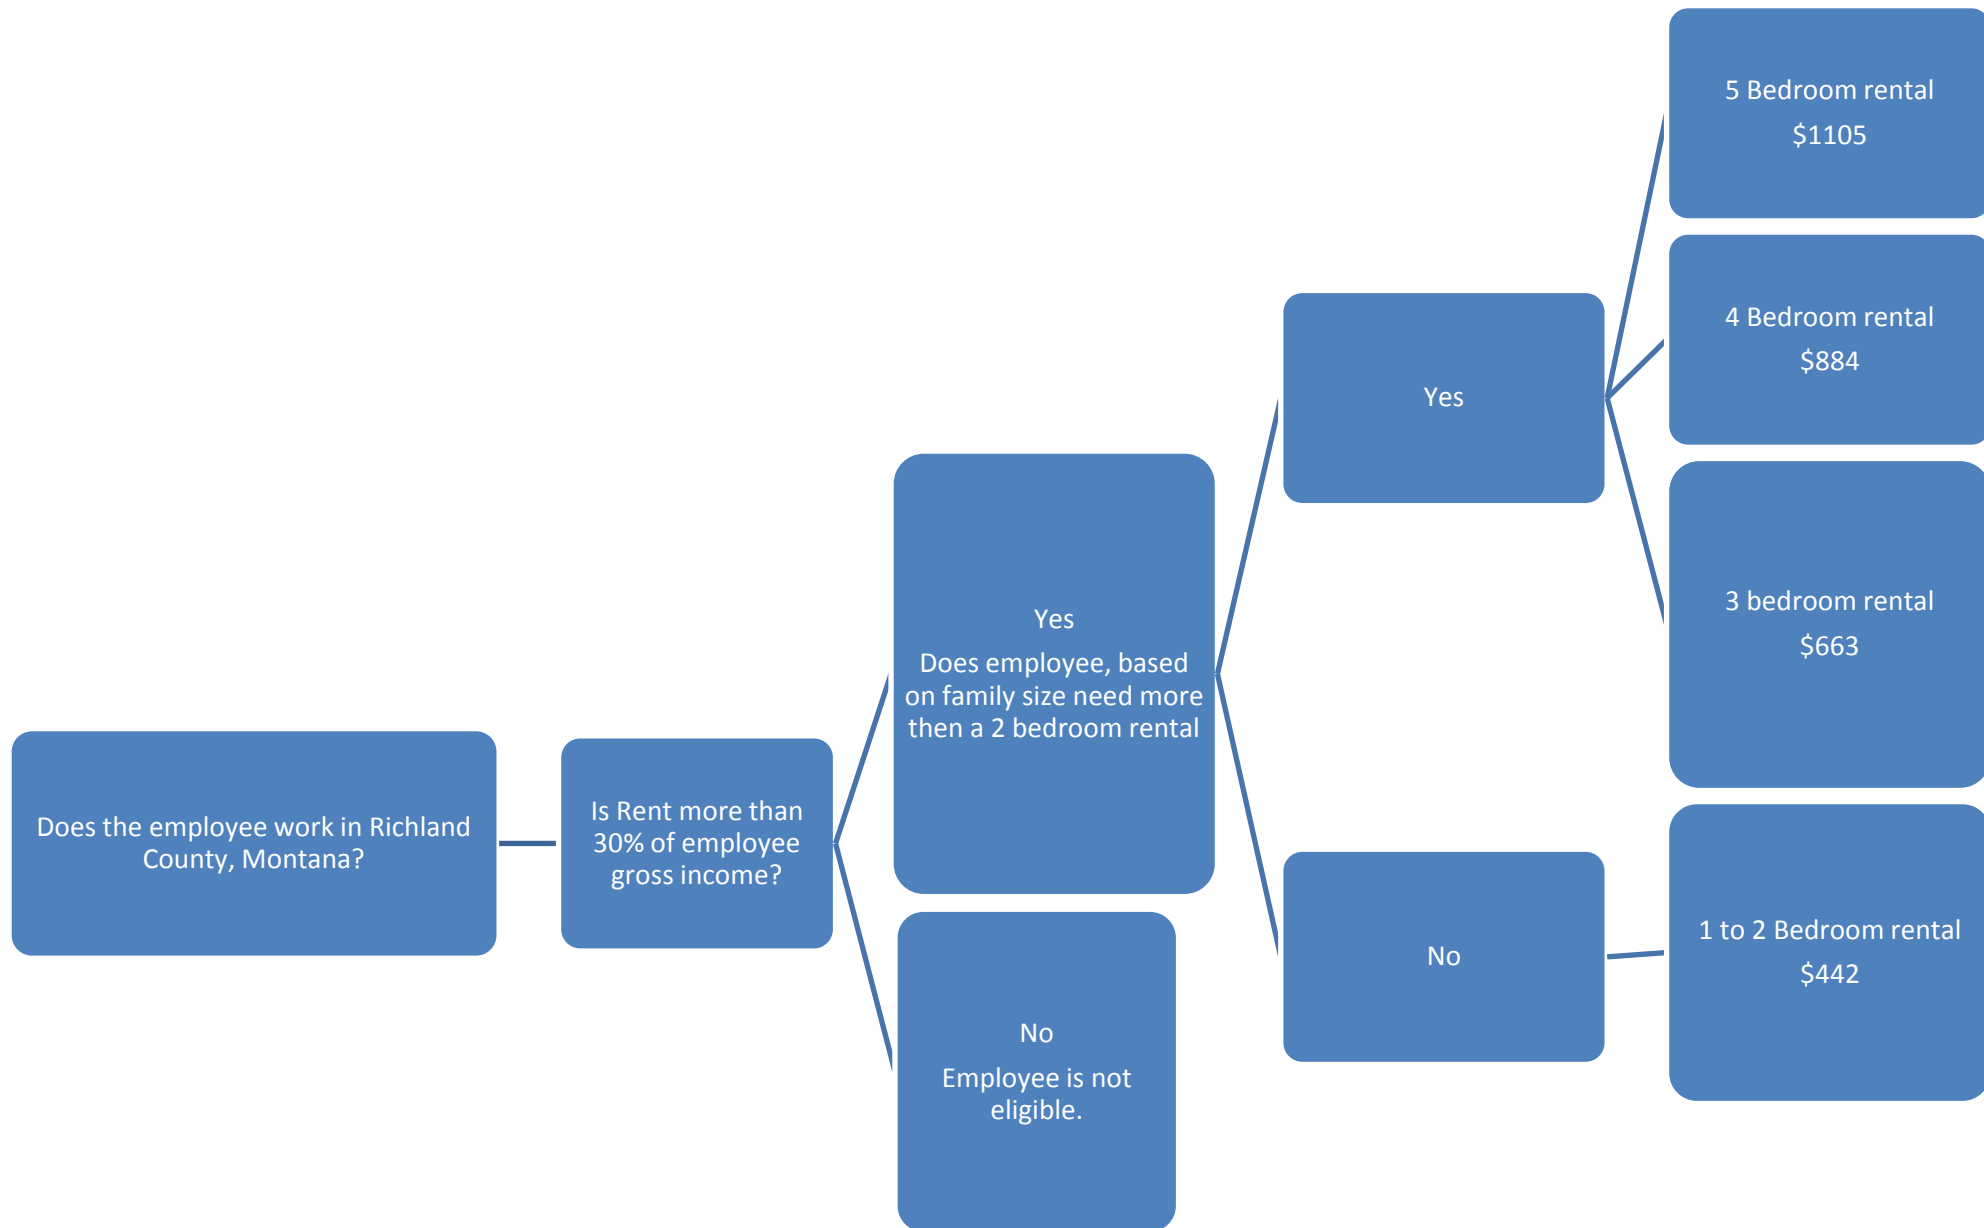 Does the employee work in Richland
County, Montana?
Is Rent more than
30% of employee
gross income?
Yes
Does employee, based
on family size need more
then a 2 bedroom rental
No
Employee is not
eligible.
Yes
No
5 Bedroom rental
$1105
4 Bedroom rental
$884
3 bedroom rental
$663
1 to 2 Bedroom rental
$442